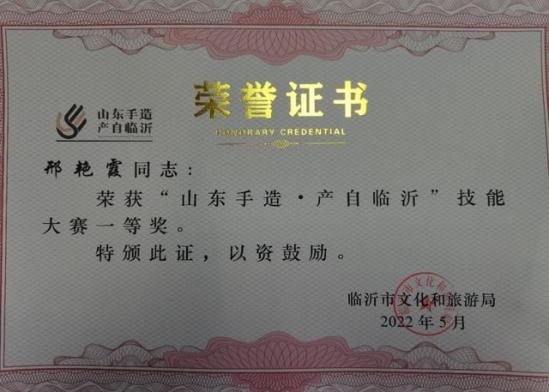 荣誉证书
HONORARY CREDENTIAL
山东手造
产自临沂
邢艳霞同志：
荣获“山东手造·产自临沂”技能
大赛一等奖。
特颁此证，以资鼓励。
临沂市文化和旅游局
2022年5月